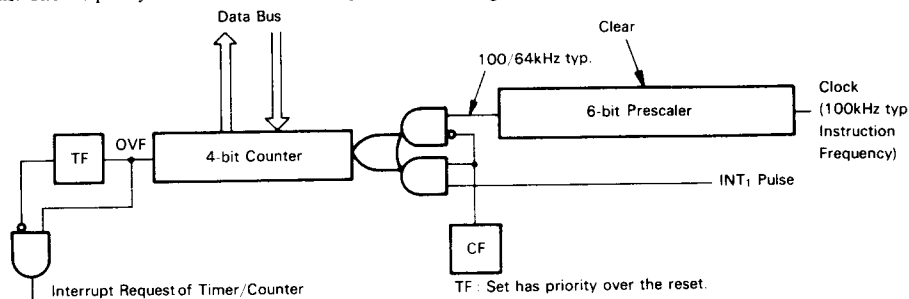 Data Bus
Clear
100/64kHz typ.
Clock
(100kHz typ
Instruction
Frequency)
6-bit Prescaler
OVF
TF
4-bit Counter
INT₁ Pulse
CF
Interrupt Request of Timer/Counter
TF : Set has priority over the reset.